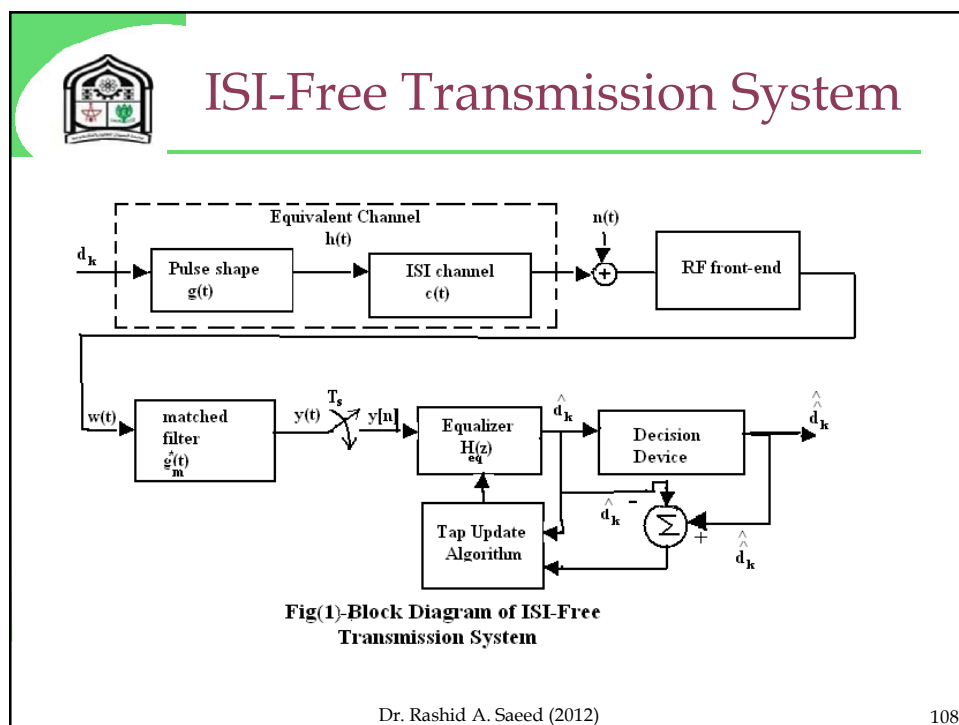 ISI-Free Transmission System
Equivalent Channel
h(t)
n(t)
d_k
Pulse shape
g(t)
ISI channel
c(t)
+
RF front-end
w(t)
matched
filter
g*_m(t)
y(t)
T_s
y[n]
Equalizer
H_eq(z)
d̂_k
Decision
Device
d̂̂_k
Tap Update
Algorithm
d̂_k
-
Σ
+
d̂̂_k
Fig(1)-Block Diagram of ISI-Free
Transmission System
Dr. Rashid A. Saeed (2012)
108